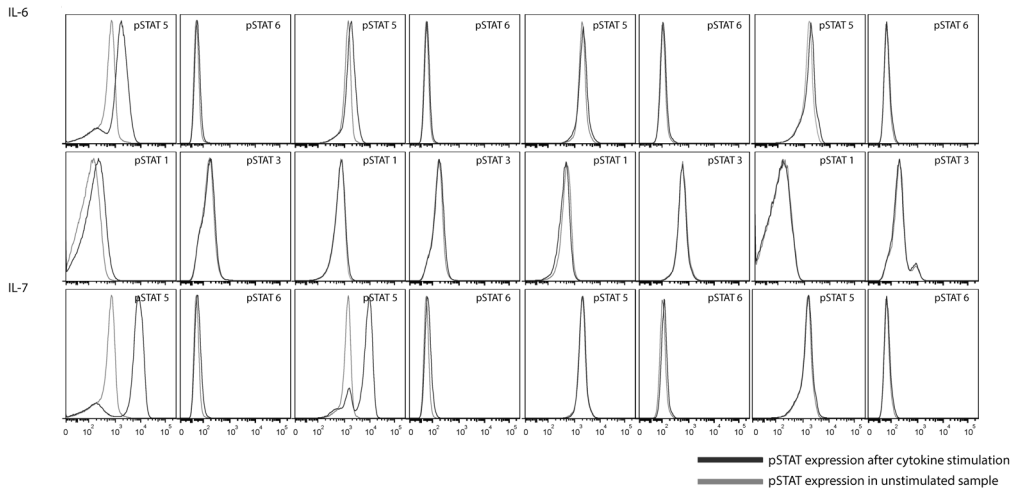 IL-6
pSTAT 5 pSTAT 6 pSTAT 5 pSTAT 6 pSTAT 5 pSTAT 6 pSTAT 5 pSTAT 6
pSTAT 1 pSTAT 3 pSTAT 1 pSTAT 3 pSTAT 1 pSTAT 3 pSTAT 1 pSTAT 3
IL-7
pSTAT 5 pSTAT 6 pSTAT 5 pSTAT 6 pSTAT 5 pSTAT 6 pSTAT 5 pSTAT 6
0 10² 10³ 10⁴ 10⁵ 0 10² 10³ 10⁴ 10⁵ 0 10² 10³ 10⁴ 10⁵ 0 10² 10³ 10⁴ 10⁵ 0 10² 10³ 10⁴ 10⁵ 0 10² 10³ 10⁴ 10⁵ 0 10² 10³ 10⁴ 10⁵ 0 10² 10³ 10⁴ 10⁵
pSTAT expression after cytokine stimulation
pSTAT expression in unstimulated sample